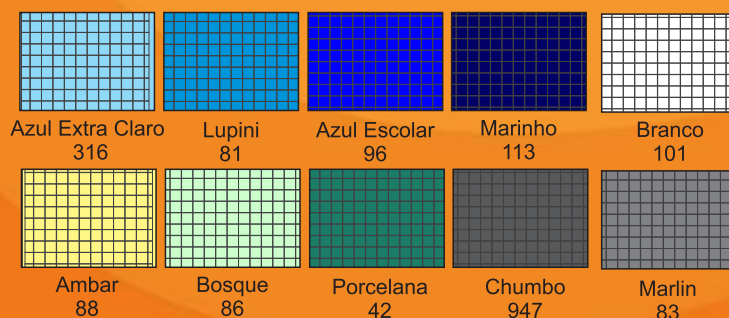 Azul Extra Claro
316
Lupini
81
Azul Escolar
96
Marinho
113
Branco
101
Ambar
88
Bosque
86
Porcelana
42
Chumbo
947
Marlin
83